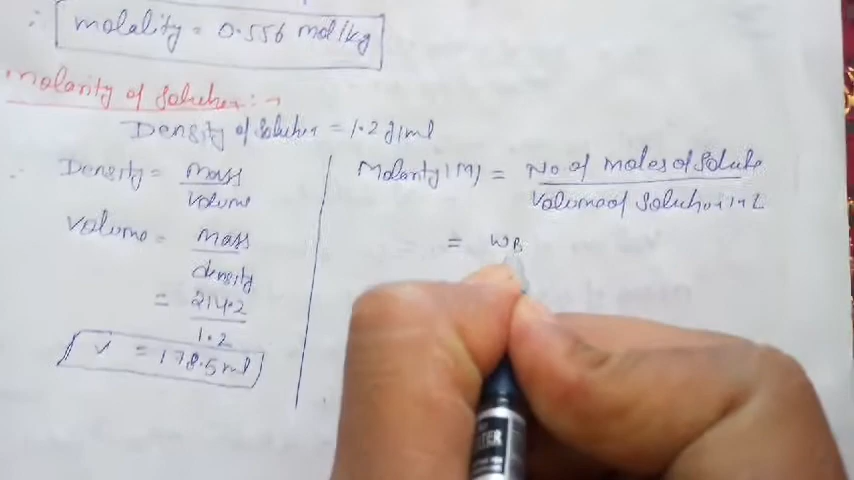 ∴ molality = 0.556 mol/kg
Molarity of Solution :-
Density of Solution = 1.2 g/ml
∴ Density = mass
volume
Volume = mass
density
= 214.2
1.2
V = 178.5 ml
Molarity (M) = No of moles of Solute
Volume of Solution in L
= WB